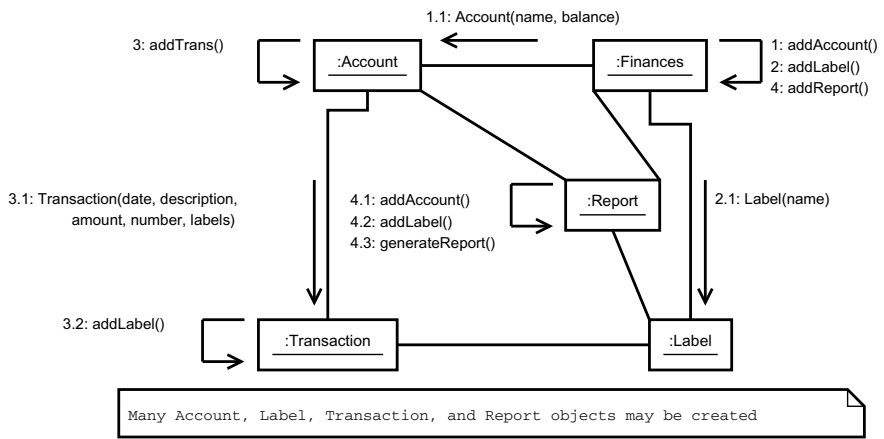 1.1: Account(name, balance)
3: addTrans()
:Account
:Finances
1: addAccount()
2: addLabel()
4: addReport()
3.1: Transaction(date, description,
amount, number, labels)
4.1: addAccount()
4.2: addLabel()
4.3: generateReport()
:Report
2.1: Label(name)
3.2: addLabel()
:Transaction
:Label
Many Account, Label, Transaction, and Report objects may be created